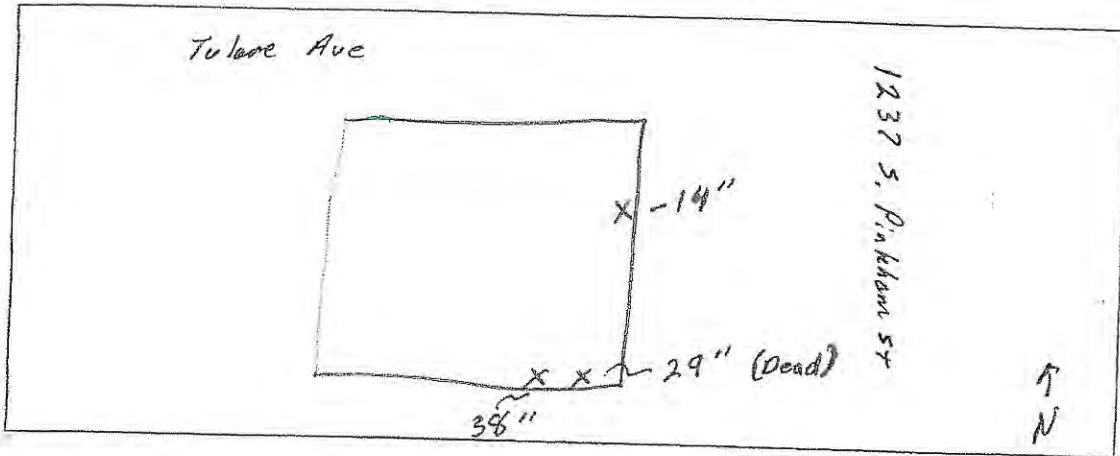 Tulare Ave
1237 S. Pinkham St
X - 14"
X X - 29" (Dead)
38"
↑
N